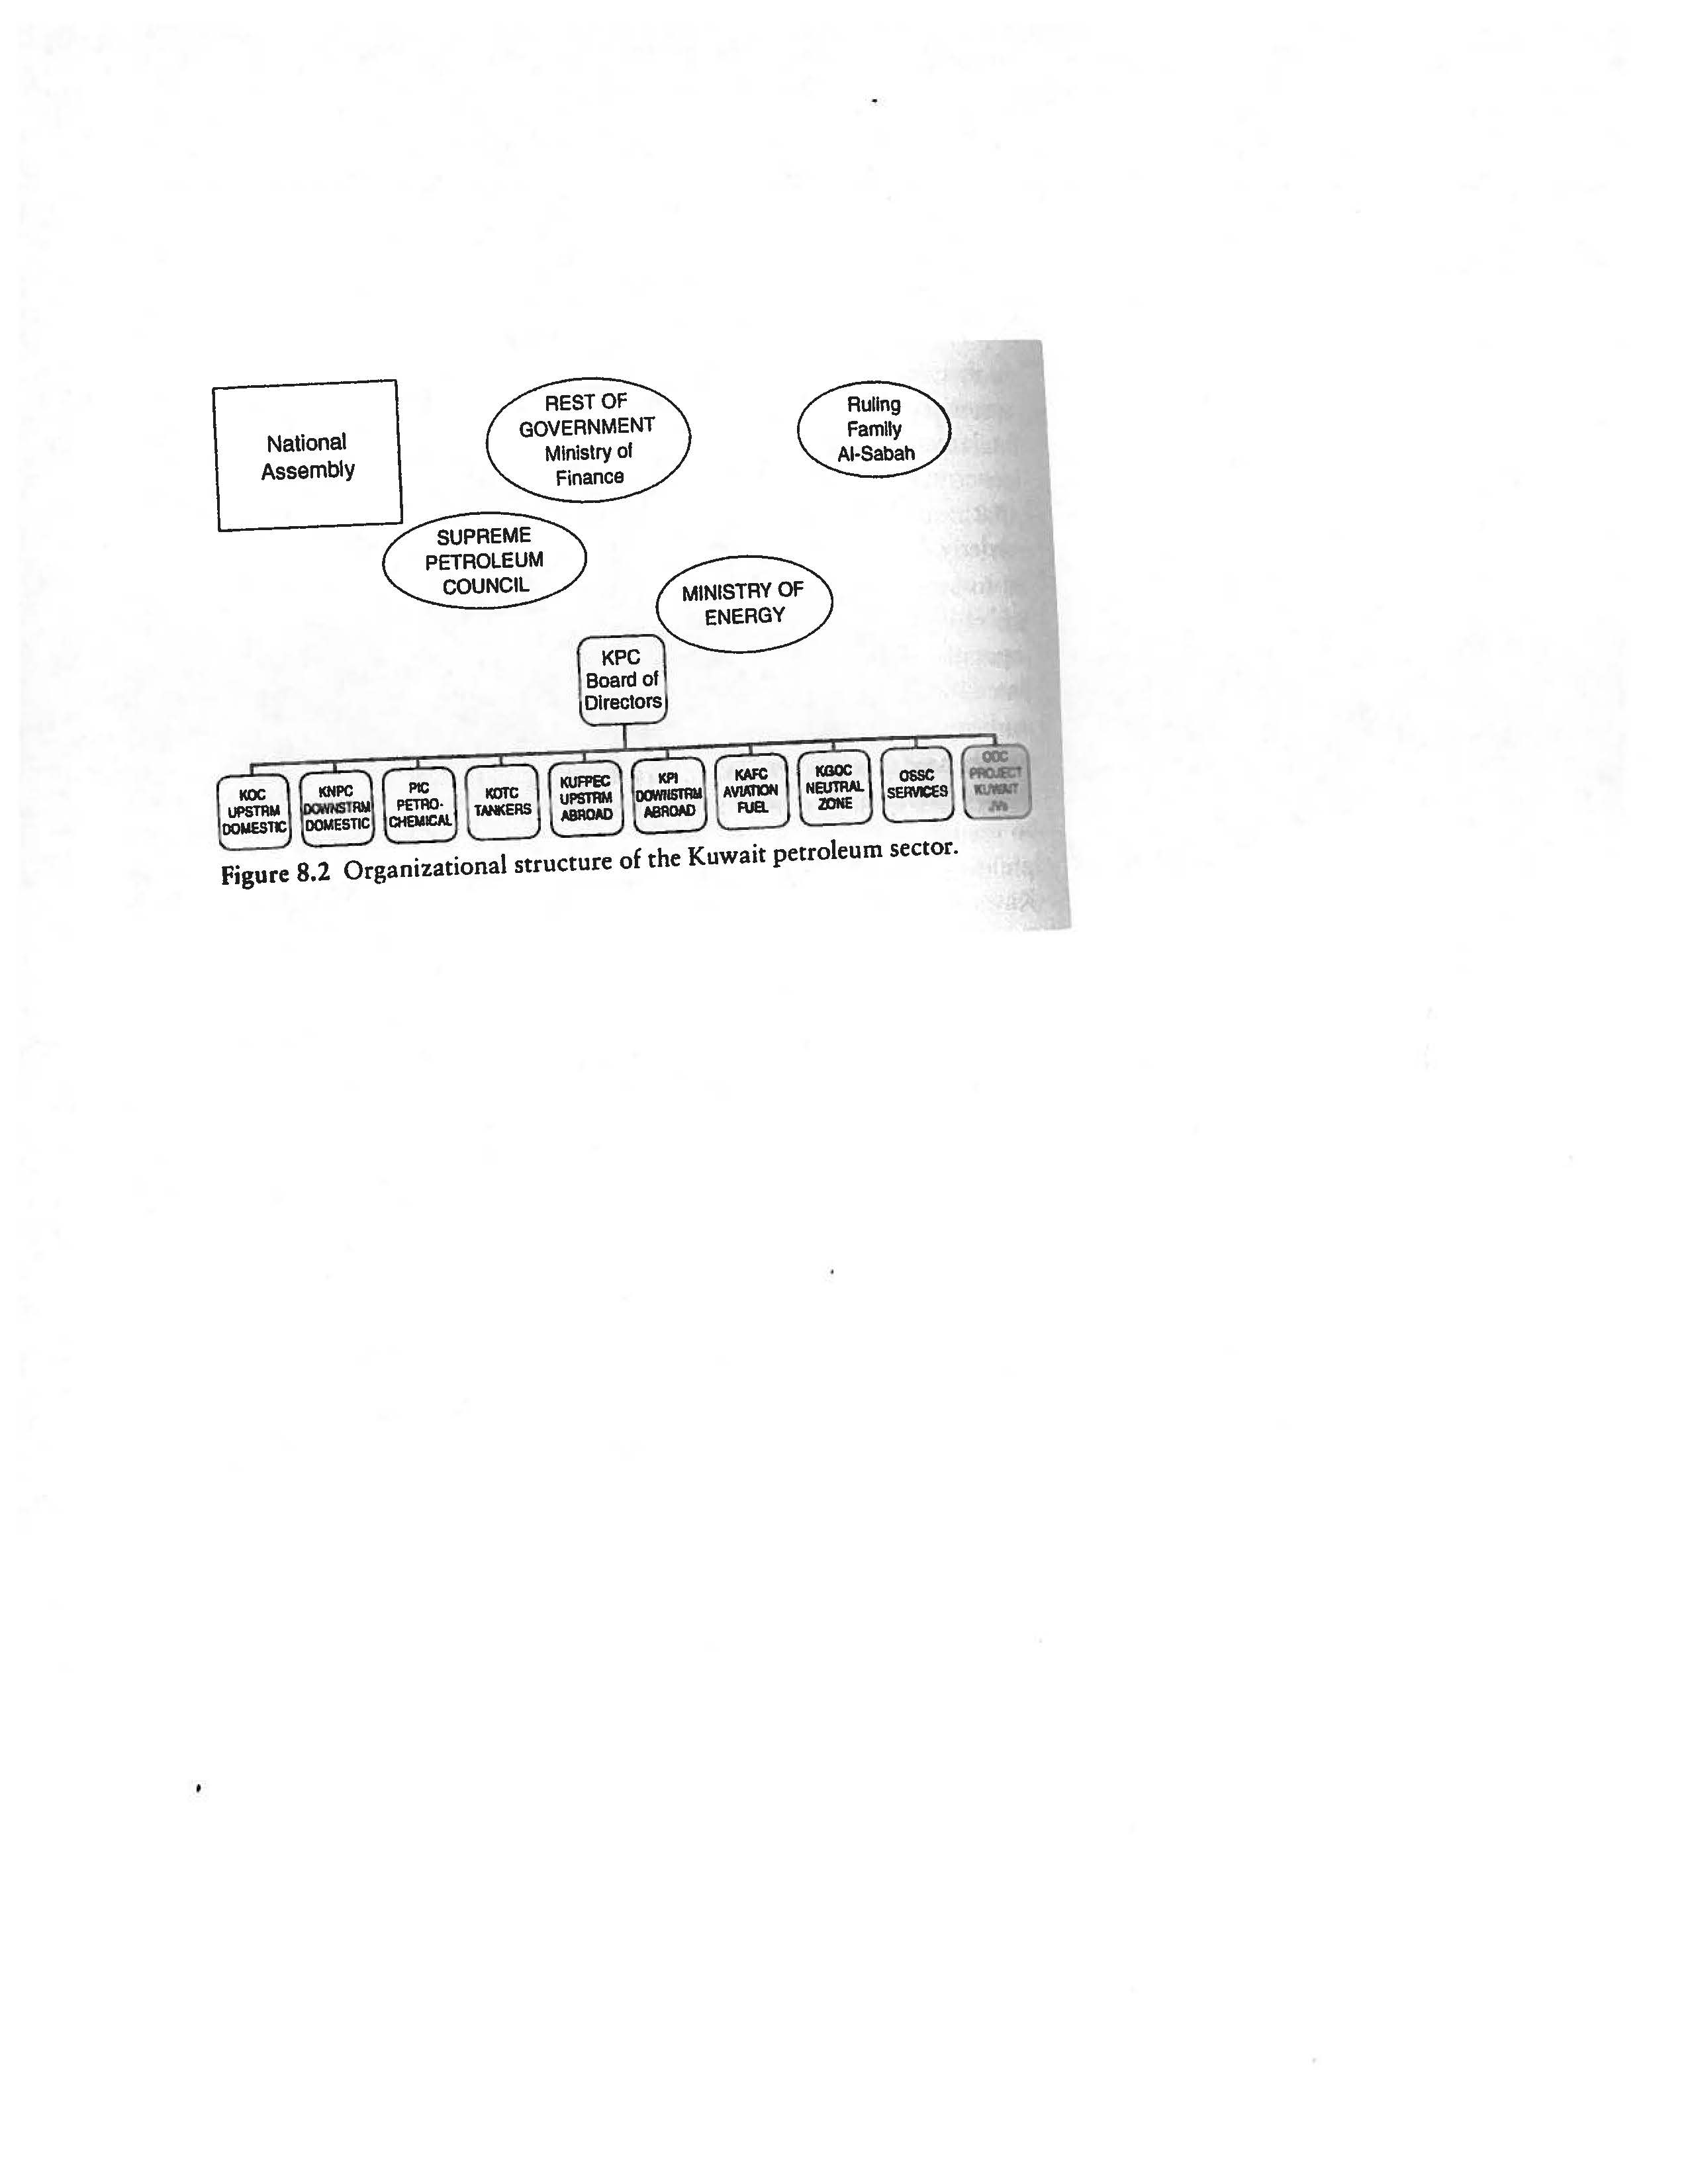 National
Assembly
REST OF
GOVERNMENT
Ministry of
Finance
Ruling
Family
Al-Sabah
SUPREME
PETROLEUM
COUNCIL
MINISTRY OF
ENERGY
KPC
Board of
Directors
KOC
UPSTRM
DOMESTIC
KNPC
DOWNSTRM
DOMESTIC
PIC
PETRO-
CHEMICAL
KOTC
TANKERS
KUFPEC
UPSTRM
ABROAD
KPI
DOWNSTRM
ABROAD
KAFC
AVIATION
FUEL
KGOC
NEUTRAL
ZONE
OSSC
SERVICES
ODC
PROJECT
KUWAIT
JVs
Figure 8.2 Organizational structure of the Kuwait petroleum sector.